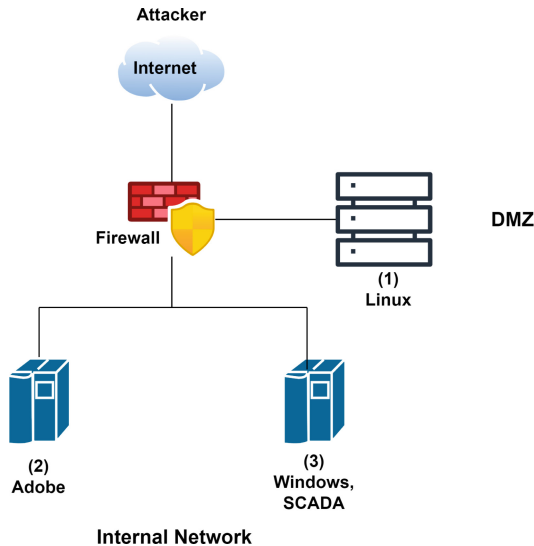 Attacker
Internet
Firewall
DMZ
(1)
Linux
(2)
Adobe
(3)
Windows,
SCADA
Internal Network